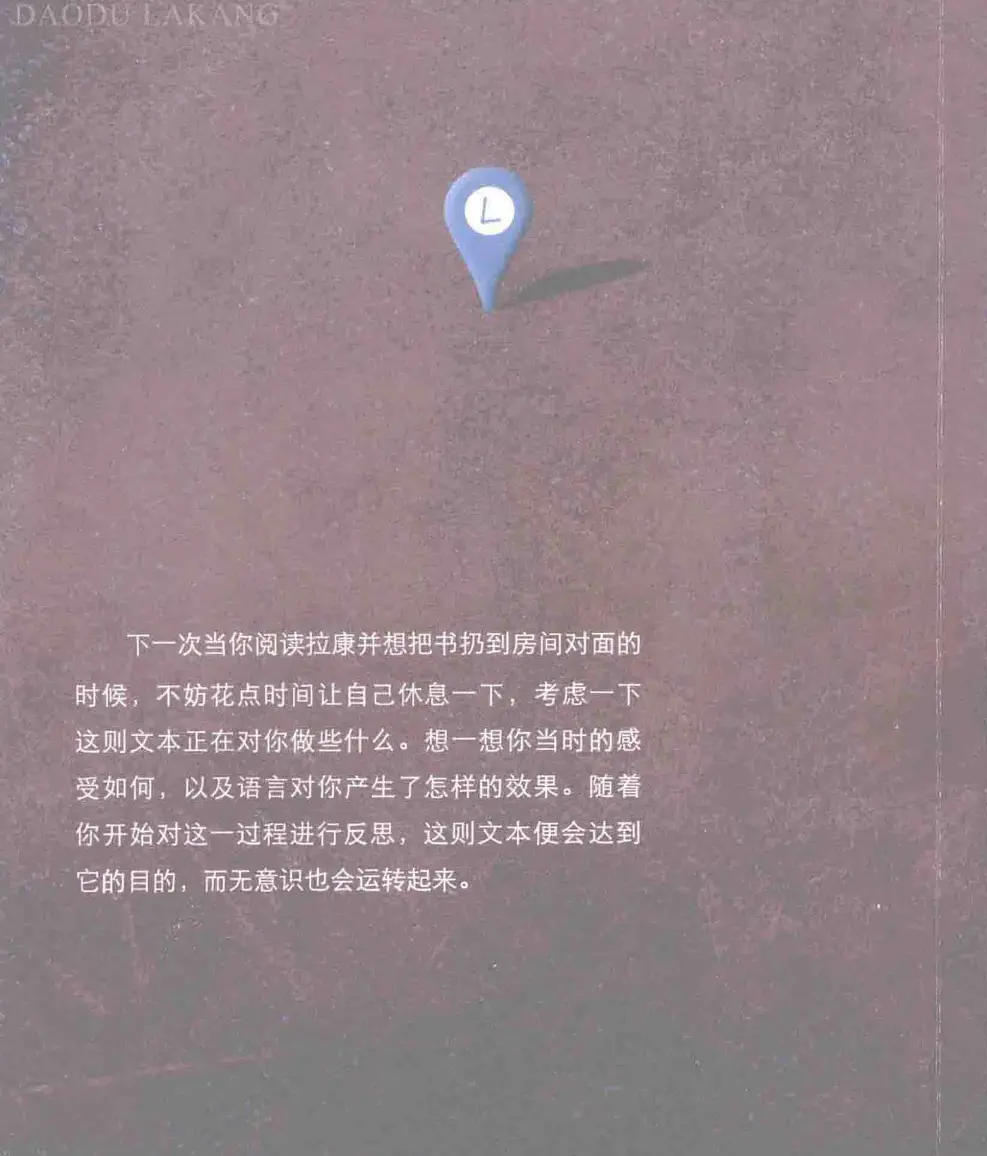 DAODU LAKANG
L
下一次当你阅读拉康并想把书扔到房间对面的
时候，不妨花点时间让自己休息一下，考虑一下
这则文本正在对你做些什么。想一想你当时的感
受如何，以及语言对你产生了怎样的效果。随着
你开始对这一过程进行反思，这则文本便会达到
它的目的，而无意识也会运转起来。